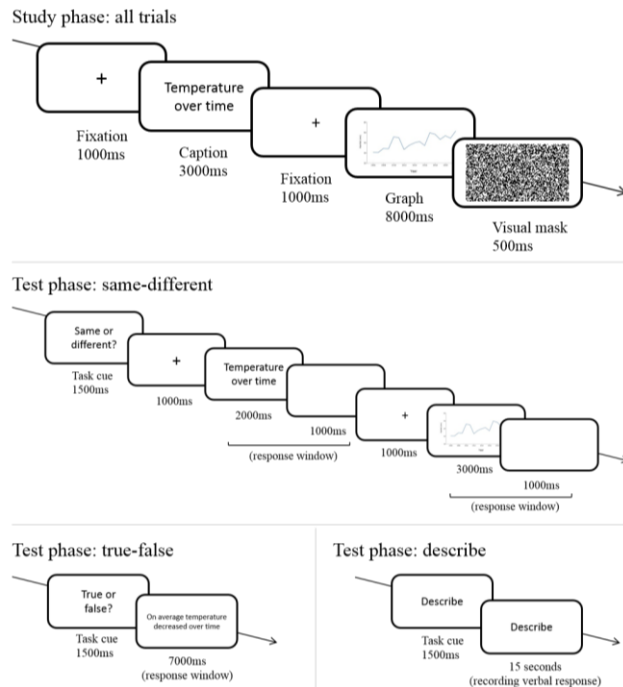 Study phase: all trials
+
Fixation
1000ms
Temperature
over time
Caption
3000ms
+
Fixation
1000ms
Graph
8000ms
Visual mask
500ms
Test phase: same-different
Same or
different?
Task cue
1500ms
+
1000ms
Temperature
over time
2000ms
1000ms
(response window)
+
1000ms
3000ms
1000ms
(response window)
Test phase: true-false
True or
false?
Task cue
1500ms
On average temperature
decreased over time
7000ms
(response window)
Test phase: describe
Describe
Task cue
1500ms
Describe
15 seconds
(recording verbal response)